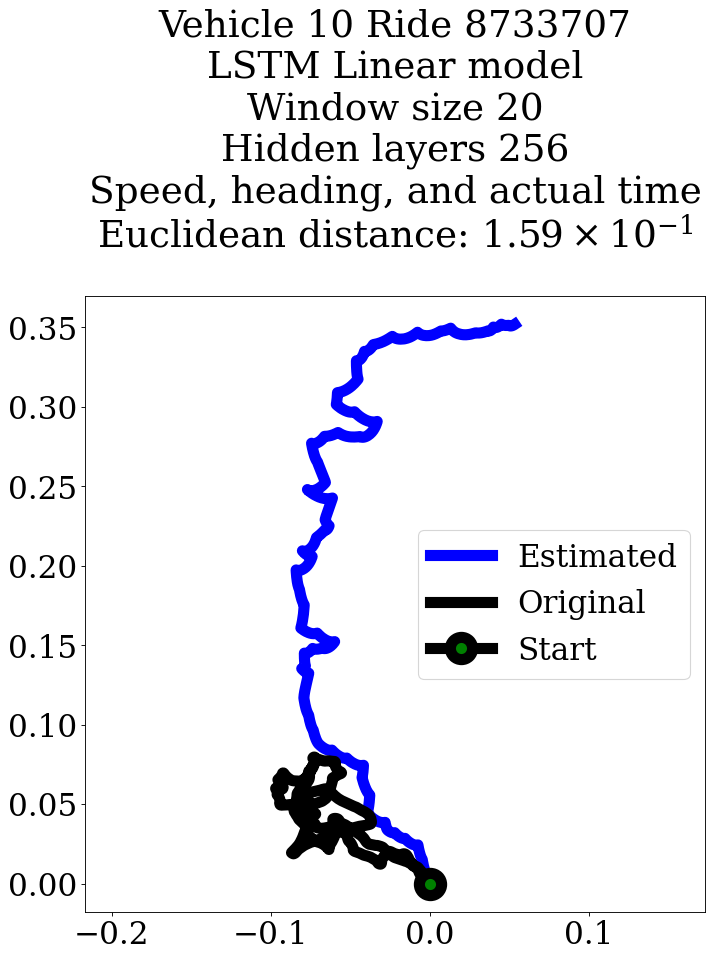 Vehicle 10 Ride 8733707
LSTM Linear model
Window size 20
Hidden layers 256
Speed, heading, and actual time
Euclidean distance: 1.59 × 10⁻¹
0.35
0.30
0.25
0.20
0.15
0.10
0.05
0.00
Estimated
Original
Start
−0.2 −0.1 0.0 0.1